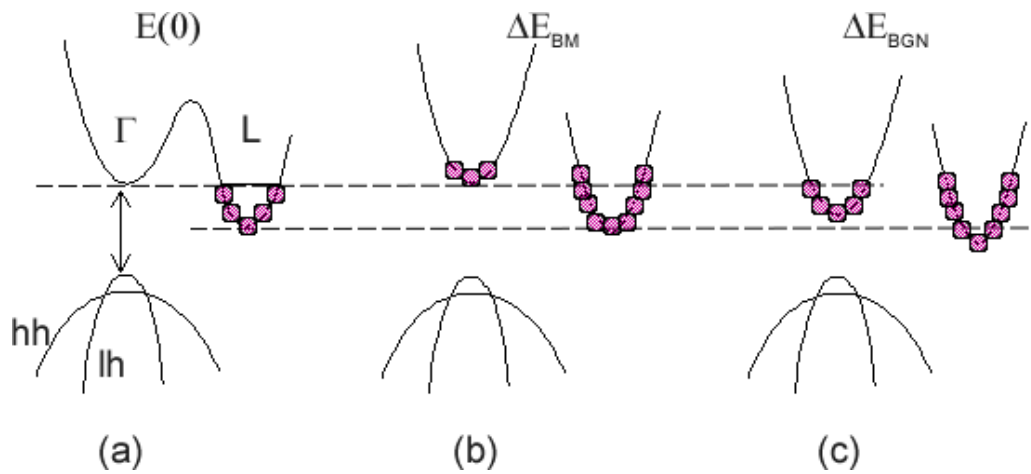 E(0) ΔE_BM ΔE_BGN
Γ L
hh
lh
(a) (b) (c)